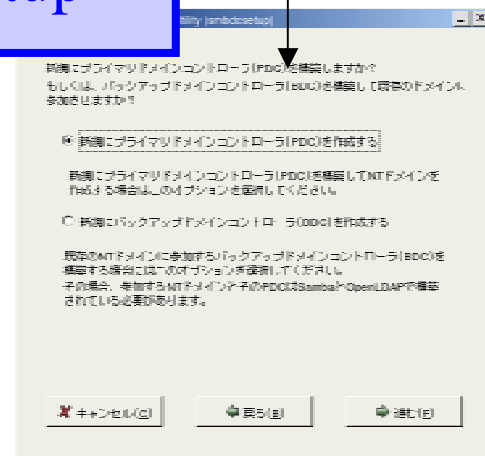 tup
tility [smbdcsetup]
新規にプライマリドメインコントローラ(PDC)を構築しますか?
もしくは、バックアップドメインコントローラ(BDC)を構築して既存のドメインに
参加させますか?
新規にプライマリドメインコントローラ(PDC)を作成する
新規にプライマリドメインコントローラ(PDC)を構築してNTドメインを
作成する場合は、このオプションを選択してください。
新規にバックアップドメインコントローラ(BDC)を作成する
既存のNTドメインに参加するバックアップドメインコントローラ(BDC)を
構築する場合はこのオプションを選択してください。
その場合、参加するNTドメインとそのPDCはSambaとOpenLDAPで構築
されている必要があります。
キャンセル(C)
戻る(B)
進む(F)